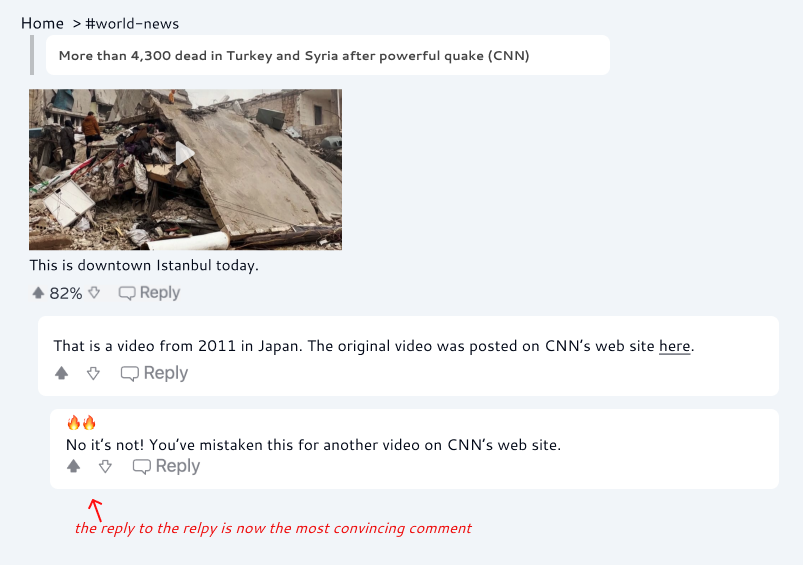 Home > #world-news
More than 4,300 dead in Turkey and Syria after powerful quake (CNN)
This is downtown Istanbul today.
82% Reply
That is a video from 2011 in Japan. The original video was posted on CNN's web site here.
Reply
🔥🔥
No it's not! You've mistaken this for another video on CNN's web site.
Reply
the reply to the relpy is now the most convincing comment